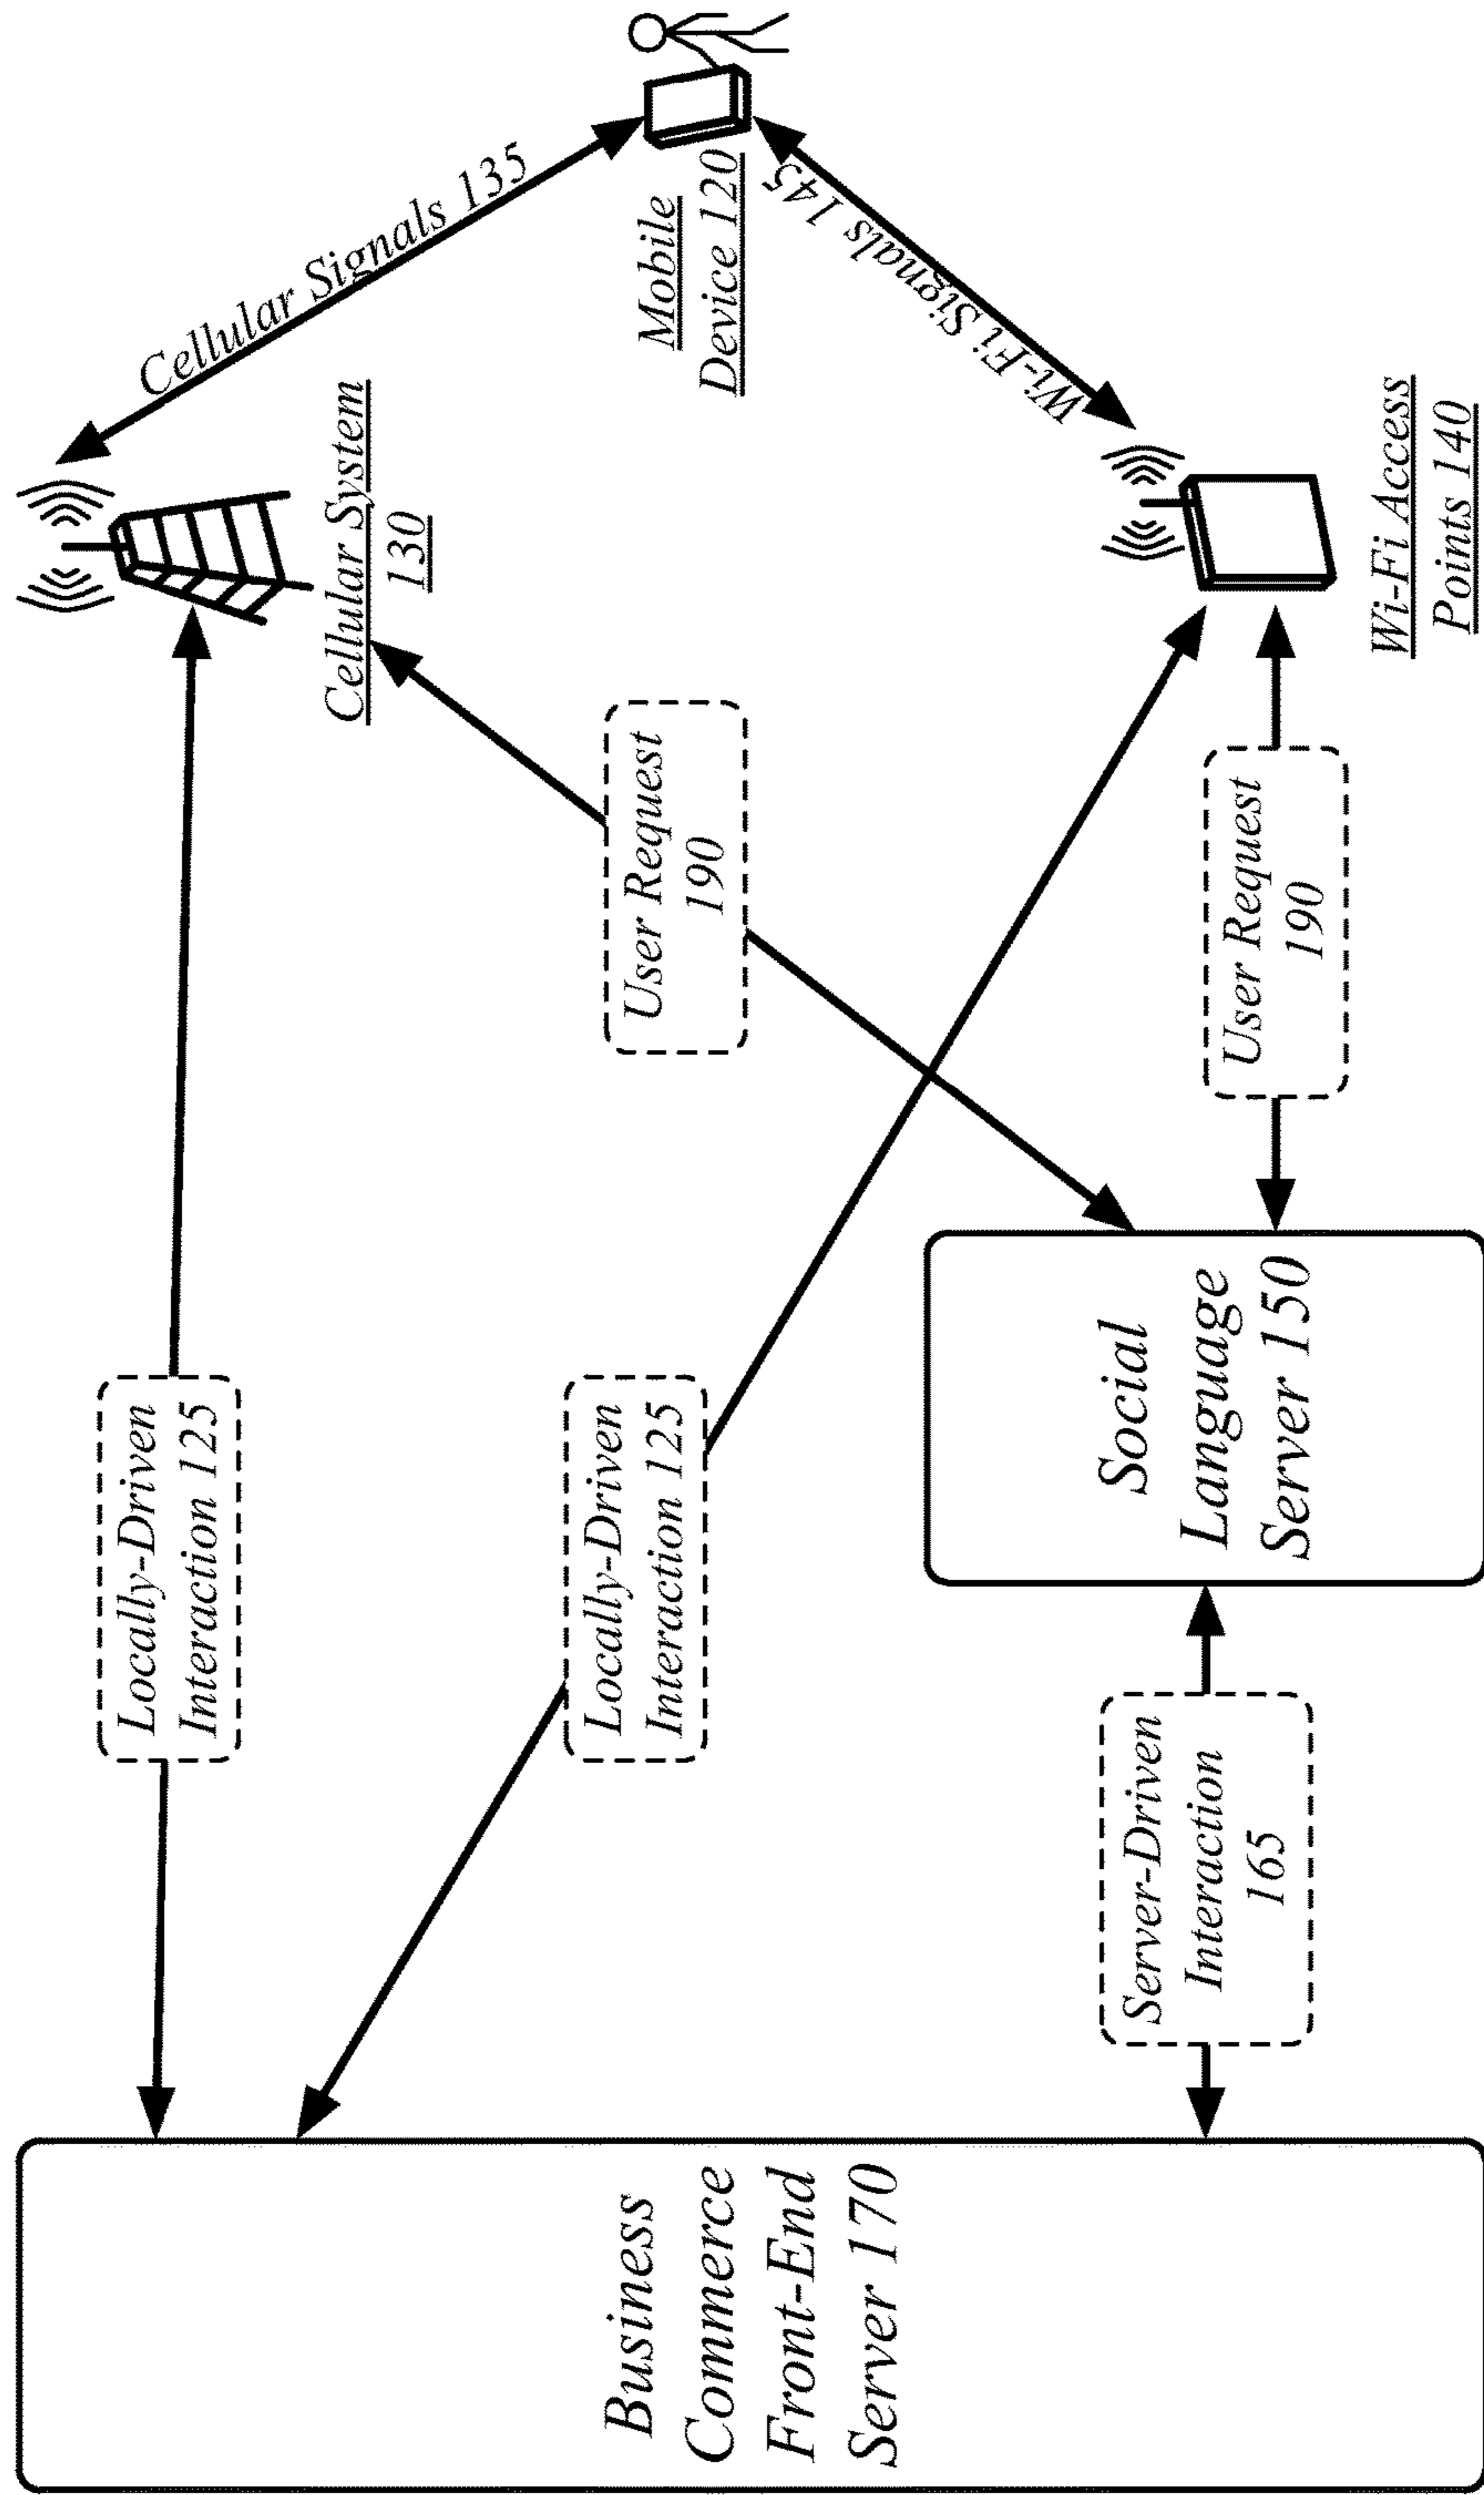 Cellular Signals 135
Mobile
Device 120
Wi-Fi Signals 145
Cellular System
130
Wi-Fi Access
Points 140
User Request
190
User Request
190
Locally-Driven
Interaction 125
Locally-Driven
Interaction 125
Social
Language
Server 150
Server-Driven
Interaction
165
Business
Commerce
Front-End
Server 170